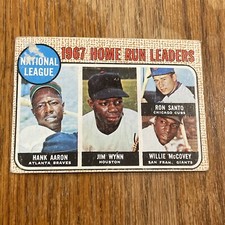 1967 HOME RUN LEADERS
NATIONAL
LEAGUE
RON SANTO
CHICAGO CUBS
HANK AARON
ATLANTA BRAVES
JIM WYNN
HOUSTON
WILLIE McCOVEY
SAN FRAN. GIANTS